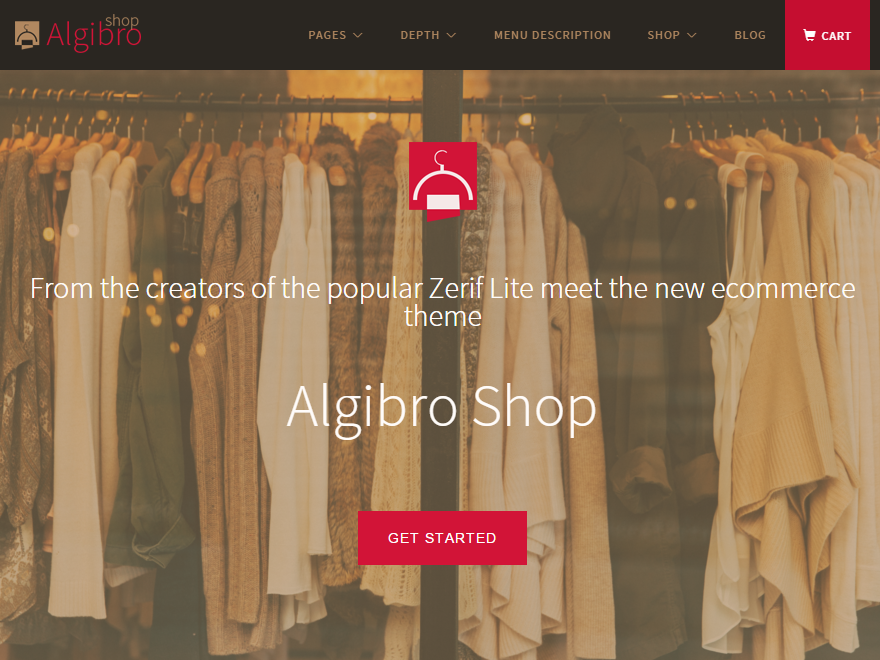 shop
Algibro
PAGES
DEPTH
MENU DESCRIPTION
SHOP
BLOG
CART
From the creators of the popular Zerif Lite meet the new ecommerce
theme
Algibro Shop
GET STARTED